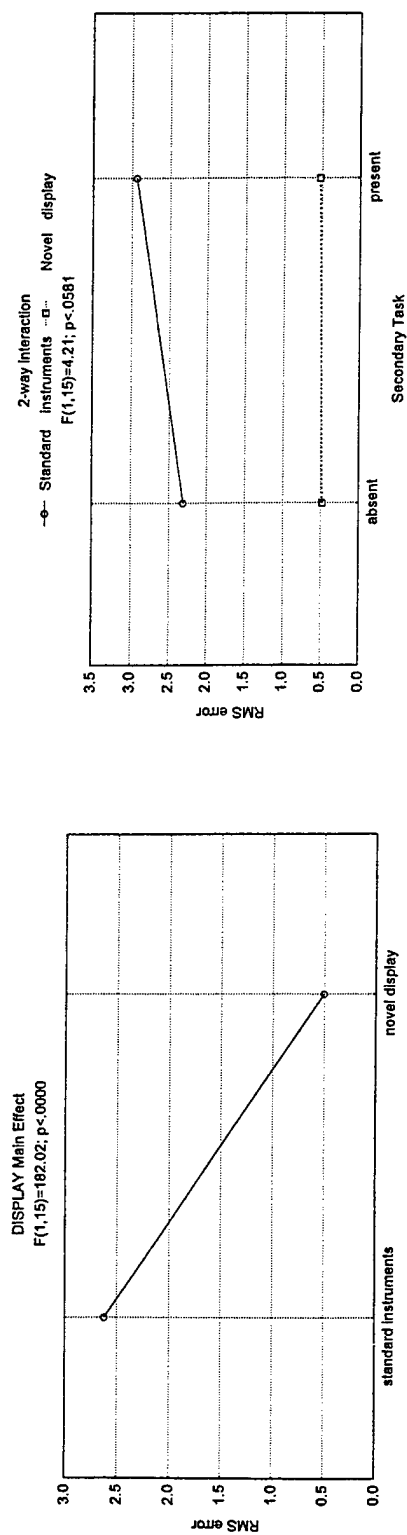 DISPLAY Main Effect
F(1,15)=182.02; p<.0000
3.0
2.5
2.0
1.5
1.0
0.5
0.0
RMS error
standard instruments
novel display
2-way interaction
Standard instruments Novel display
F(1,15)=4.21; p<.0581
3.5
3.0
2.5
2.0
1.5
1.0
0.5
0.0
RMS error
absent
present
Secondary Task